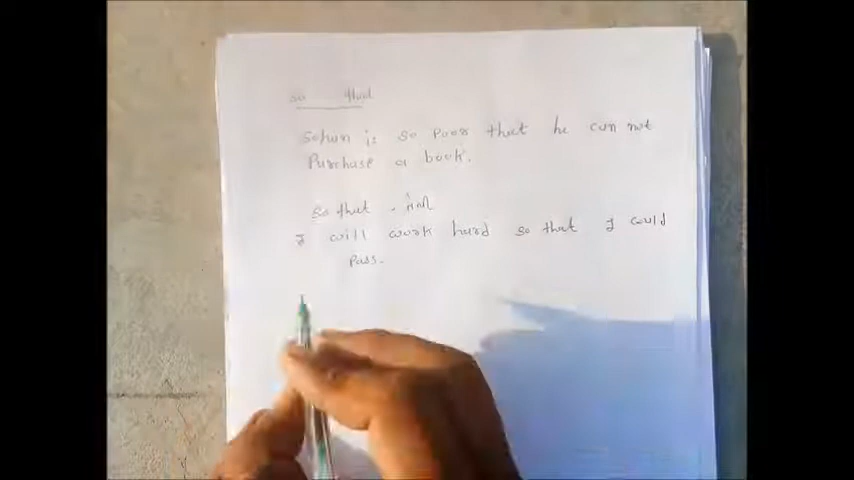 so that
Sohan is so Poor that he can not
Purchase a book.
so that -
I will work hard so that I could
Pass.